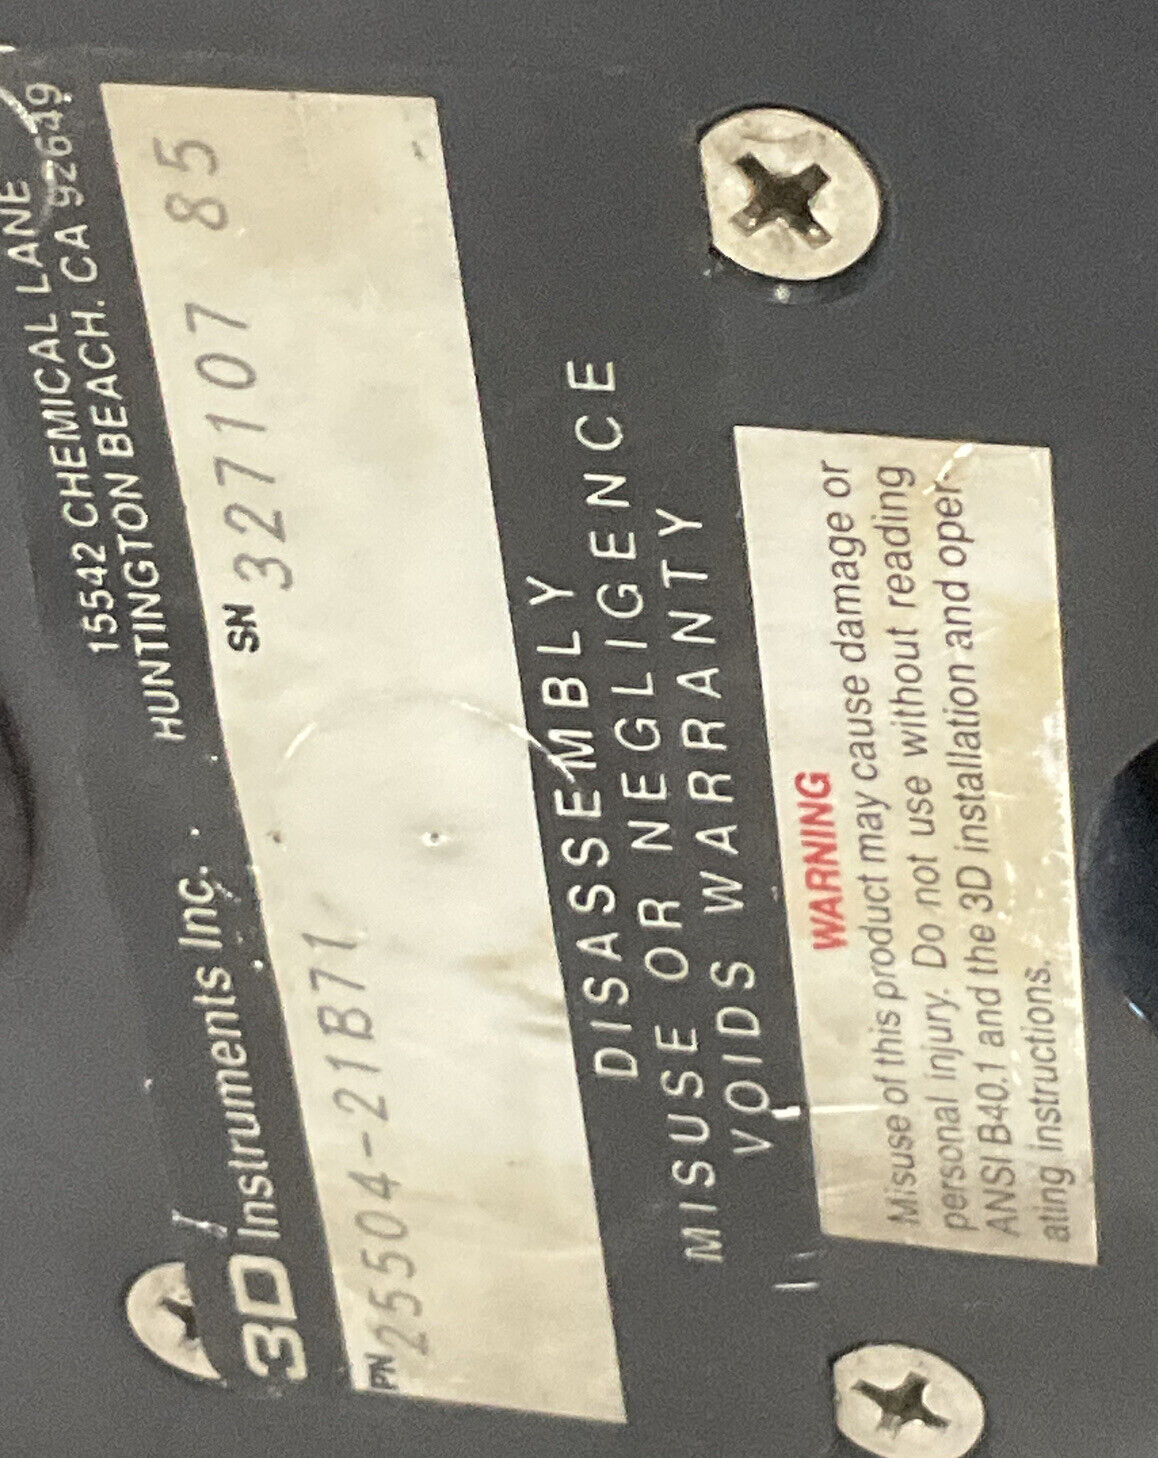 3D Instruments Inc.
15542 CHEMICAL LANE
HUNTINGTON BEACH. CA 92649
PN 25504-21B71 SN 327107 85
DISASSEMBLY
MISUSE OR NEGLIGENCE
VOIDS WARRANTY
WARNING
Misuse of this product may cause damage or
personal injury. Do not use without reading
ANSI B40.1 and the 3D installation and oper-
ating instructions.